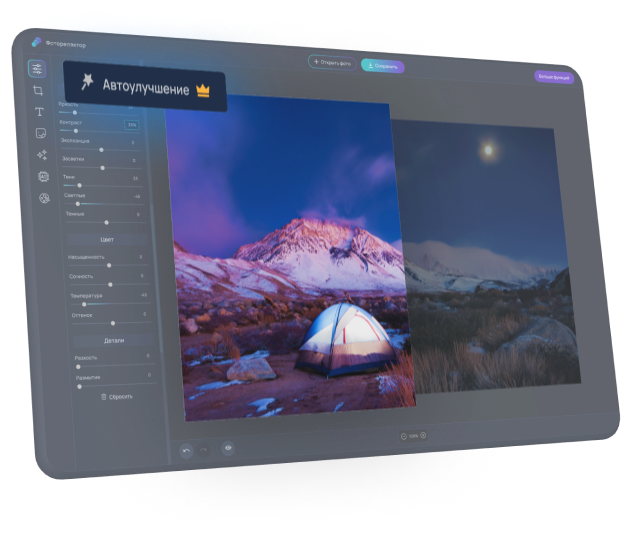 Фоторедактор
Открыть фото
Сохранить
Больше функций
Автоулучшение
Яркость
Контраст
Экспозиция
Засветки
Тени
Светлые
Тёмные
Цвет
Насыщенность
Сочность
Температура
Оттенок
Детали
Резкость
Размытие
Сбросить
AI
100%